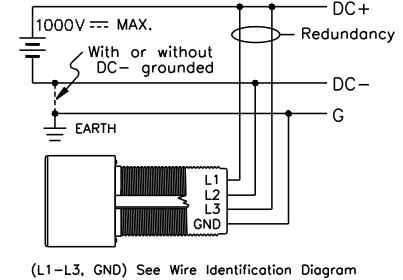 DC+
1000V ⎓ MAX.
Redundancy
With or without
DC- grounded
DC-
G
EARTH
L1
L2
L3
GND
(L1-L3, GND) See Wire Identification Diagram